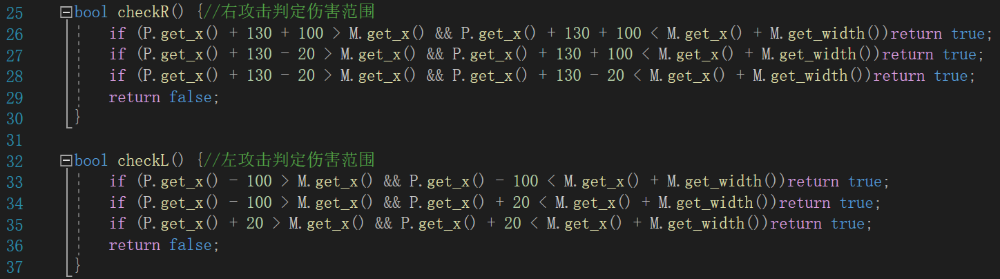 25 bool checkR() {//右攻击判定伤害范围
26 if (P.get_x() + 130 + 100 > M.get_x() && P.get_x() + 130 + 100 < M.get_x() + M.get_width())return true;
27 if (P.get_x() + 130 - 20 > M.get_x() && P.get_x() + 130 + 100 < M.get_x() + M.get_width())return true;
28 if (P.get_x() + 130 - 20 > M.get_x() && P.get_x() + 130 - 20 < M.get_x() + M.get_width())return true;
29 return false;
30 }
31
32 bool checkL() {//左攻击判定伤害范围
33 if (P.get_x() - 100 > M.get_x() && P.get_x() - 100 < M.get_x() + M.get_width())return true;
34 if (P.get_x() - 100 > M.get_x() && P.get_x() + 20 < M.get_x() + M.get_width())return true;
35 if (P.get_x() + 20 > M.get_x() && P.get_x() + 20 < M.get_x() + M.get_width())return true;
36 return false;
37 }